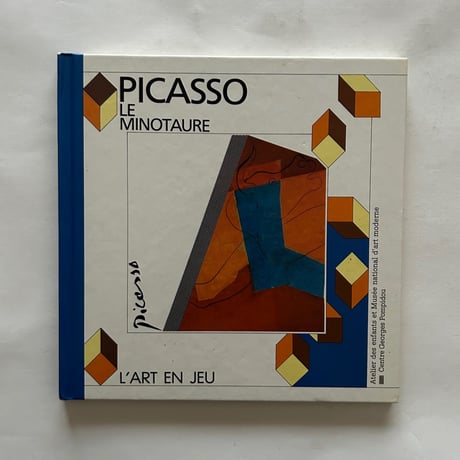 PICASSO
LE
MINOTAURE
picasso
L'ART EN JEU
Atelier des enfants et Musée national d'art moderne
Centre Georges Pompidou